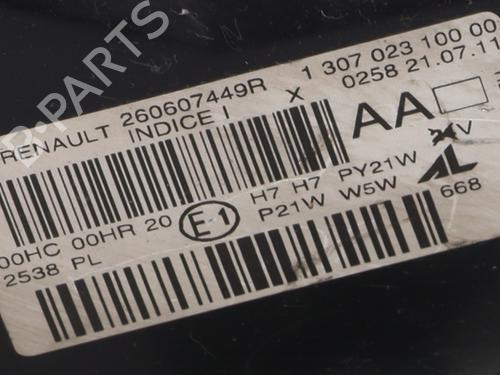 RENAULT 260607449R 1 307 023 100 00
INDICE I X 0258 21.07.11
AA
00HC 00HR 20 E1 H7 H7 PY21W
2538 PL P21W W5W AL 668
B-PARTS